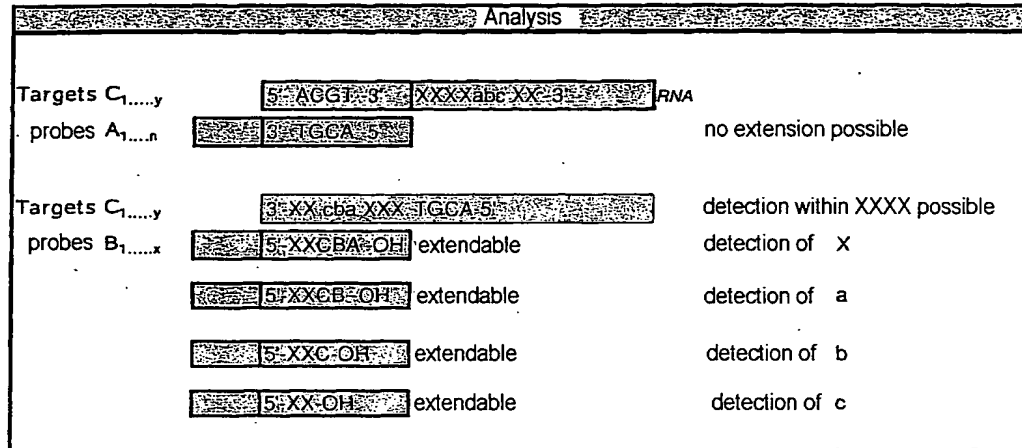 Analysis
Targets C1.....y 5'- ACGT- 3' XXXXabc XX -3' RNA
probes A1.....n 3'-TGCA-5' no extension possible
Targets C1.....y 3'-XX cba XXX TGCA-5' detection within XXXX possible
probes B1.....x 5'-XXCBA-OH extendable detection of X
5'-XXCB-OH extendable detection of a
5'-XXC-OH extendable detection of b
5'-XX-OH extendable detection of c